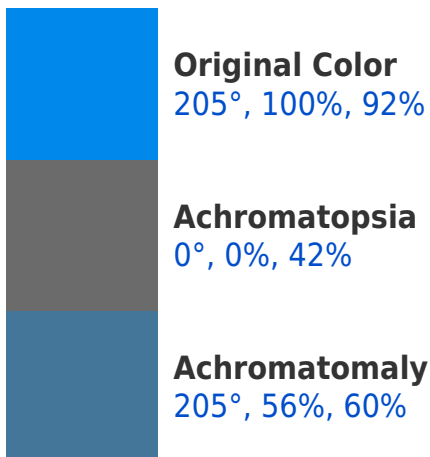 Original Color
205°, 100%, 92%
Achromatopsia
0°, 0%, 42%
Achromatomaly
205°, 56%, 60%